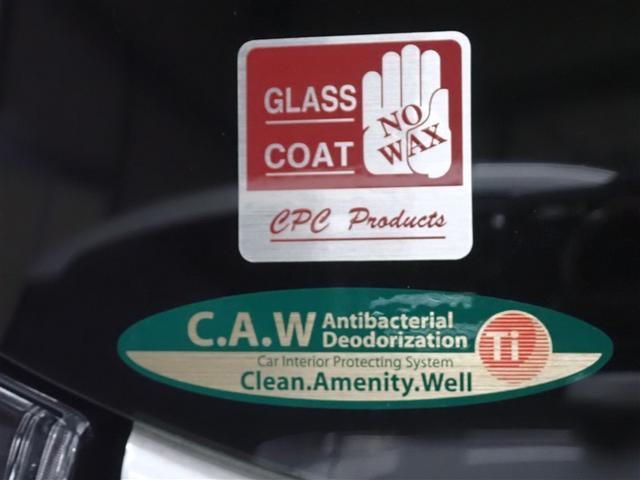 GLASS
COAT
NO
WAX
CPC Products
C.A.W Antibacterial
Deodorization
Ti
Car Interior Protecting System
Clean.Amenity.Well